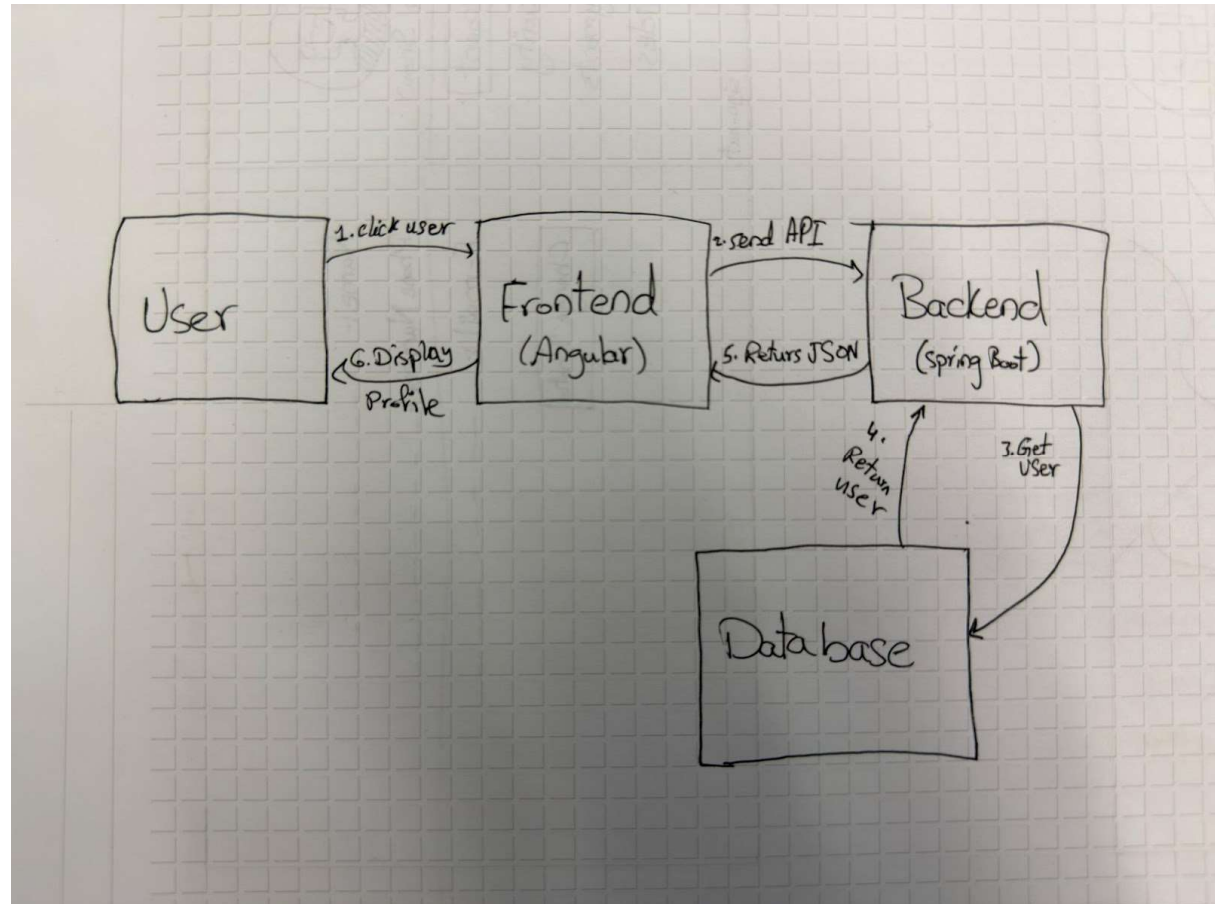 1. click user
2. send API
User
Frontend
(Angular)
Backend
(spring Boot)
6. Display
Profile
5. Returs JSON
4.
Return
user
3. Get
User
Database